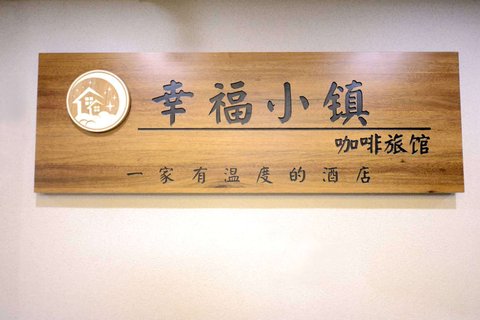 幸福小镇
咖啡旅馆
一家有温度的酒店